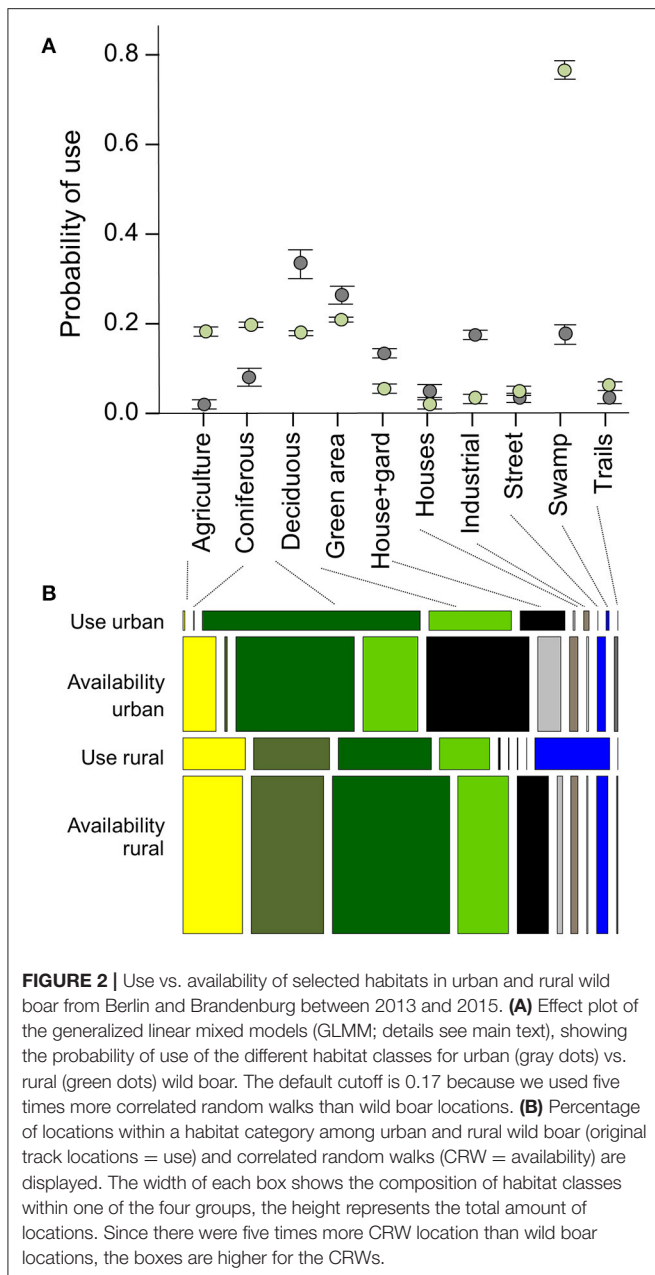 A
0.8
0.6
0.4
0.2
0.0
Probability of use
Agriculture
Coniferous
Deciduous
Green area
House+gard
Houses
Industrial
Street
Swamp
Trails
B
Use urban
Availability
urban
Use rural
Availability
rural
FIGURE 2 | Use vs. availability of selected habitats in urban and rural wild
boar from Berlin and Brandenburg between 2013 and 2015. (A) Effect plot of
the generalized linear mixed models (GLMM; details see main text), showing
the probability of use of the different habitat classes for urban (gray dots) vs.
rural (green dots) wild boar. The default cutoff is 0.17 because we used five
times more correlated random walks than wild boar locations. (B) Percentage
of locations within a habitat category among urban and rural wild boar (original
track locations = use) and correlated random walks (CRW = availability) are
displayed. The width of each box shows the composition of habitat classes
within one of the four groups, the height represents the total amount of
locations. Since there were five times more CRW location than wild boar
locations, the boxes are higher for the CRWs.